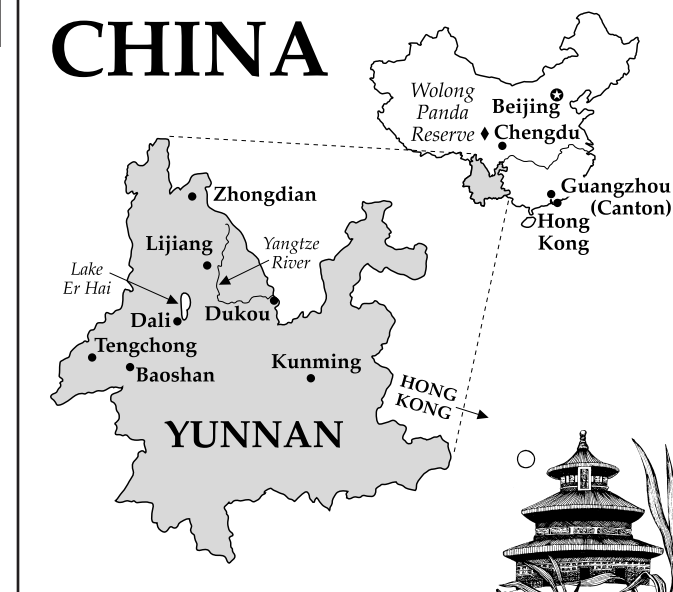 CHINA
Wolong
Panda
Reserve
Beijing
Chengdu
Guangzhou
(Canton)
Hong
Kong
Zhongdian
Lijiang
Yangtze
River
Lake
Er Hai
Dali
Dukou
Tengchong
Baoshan
Kunming
HONG
KONG
YUNNAN